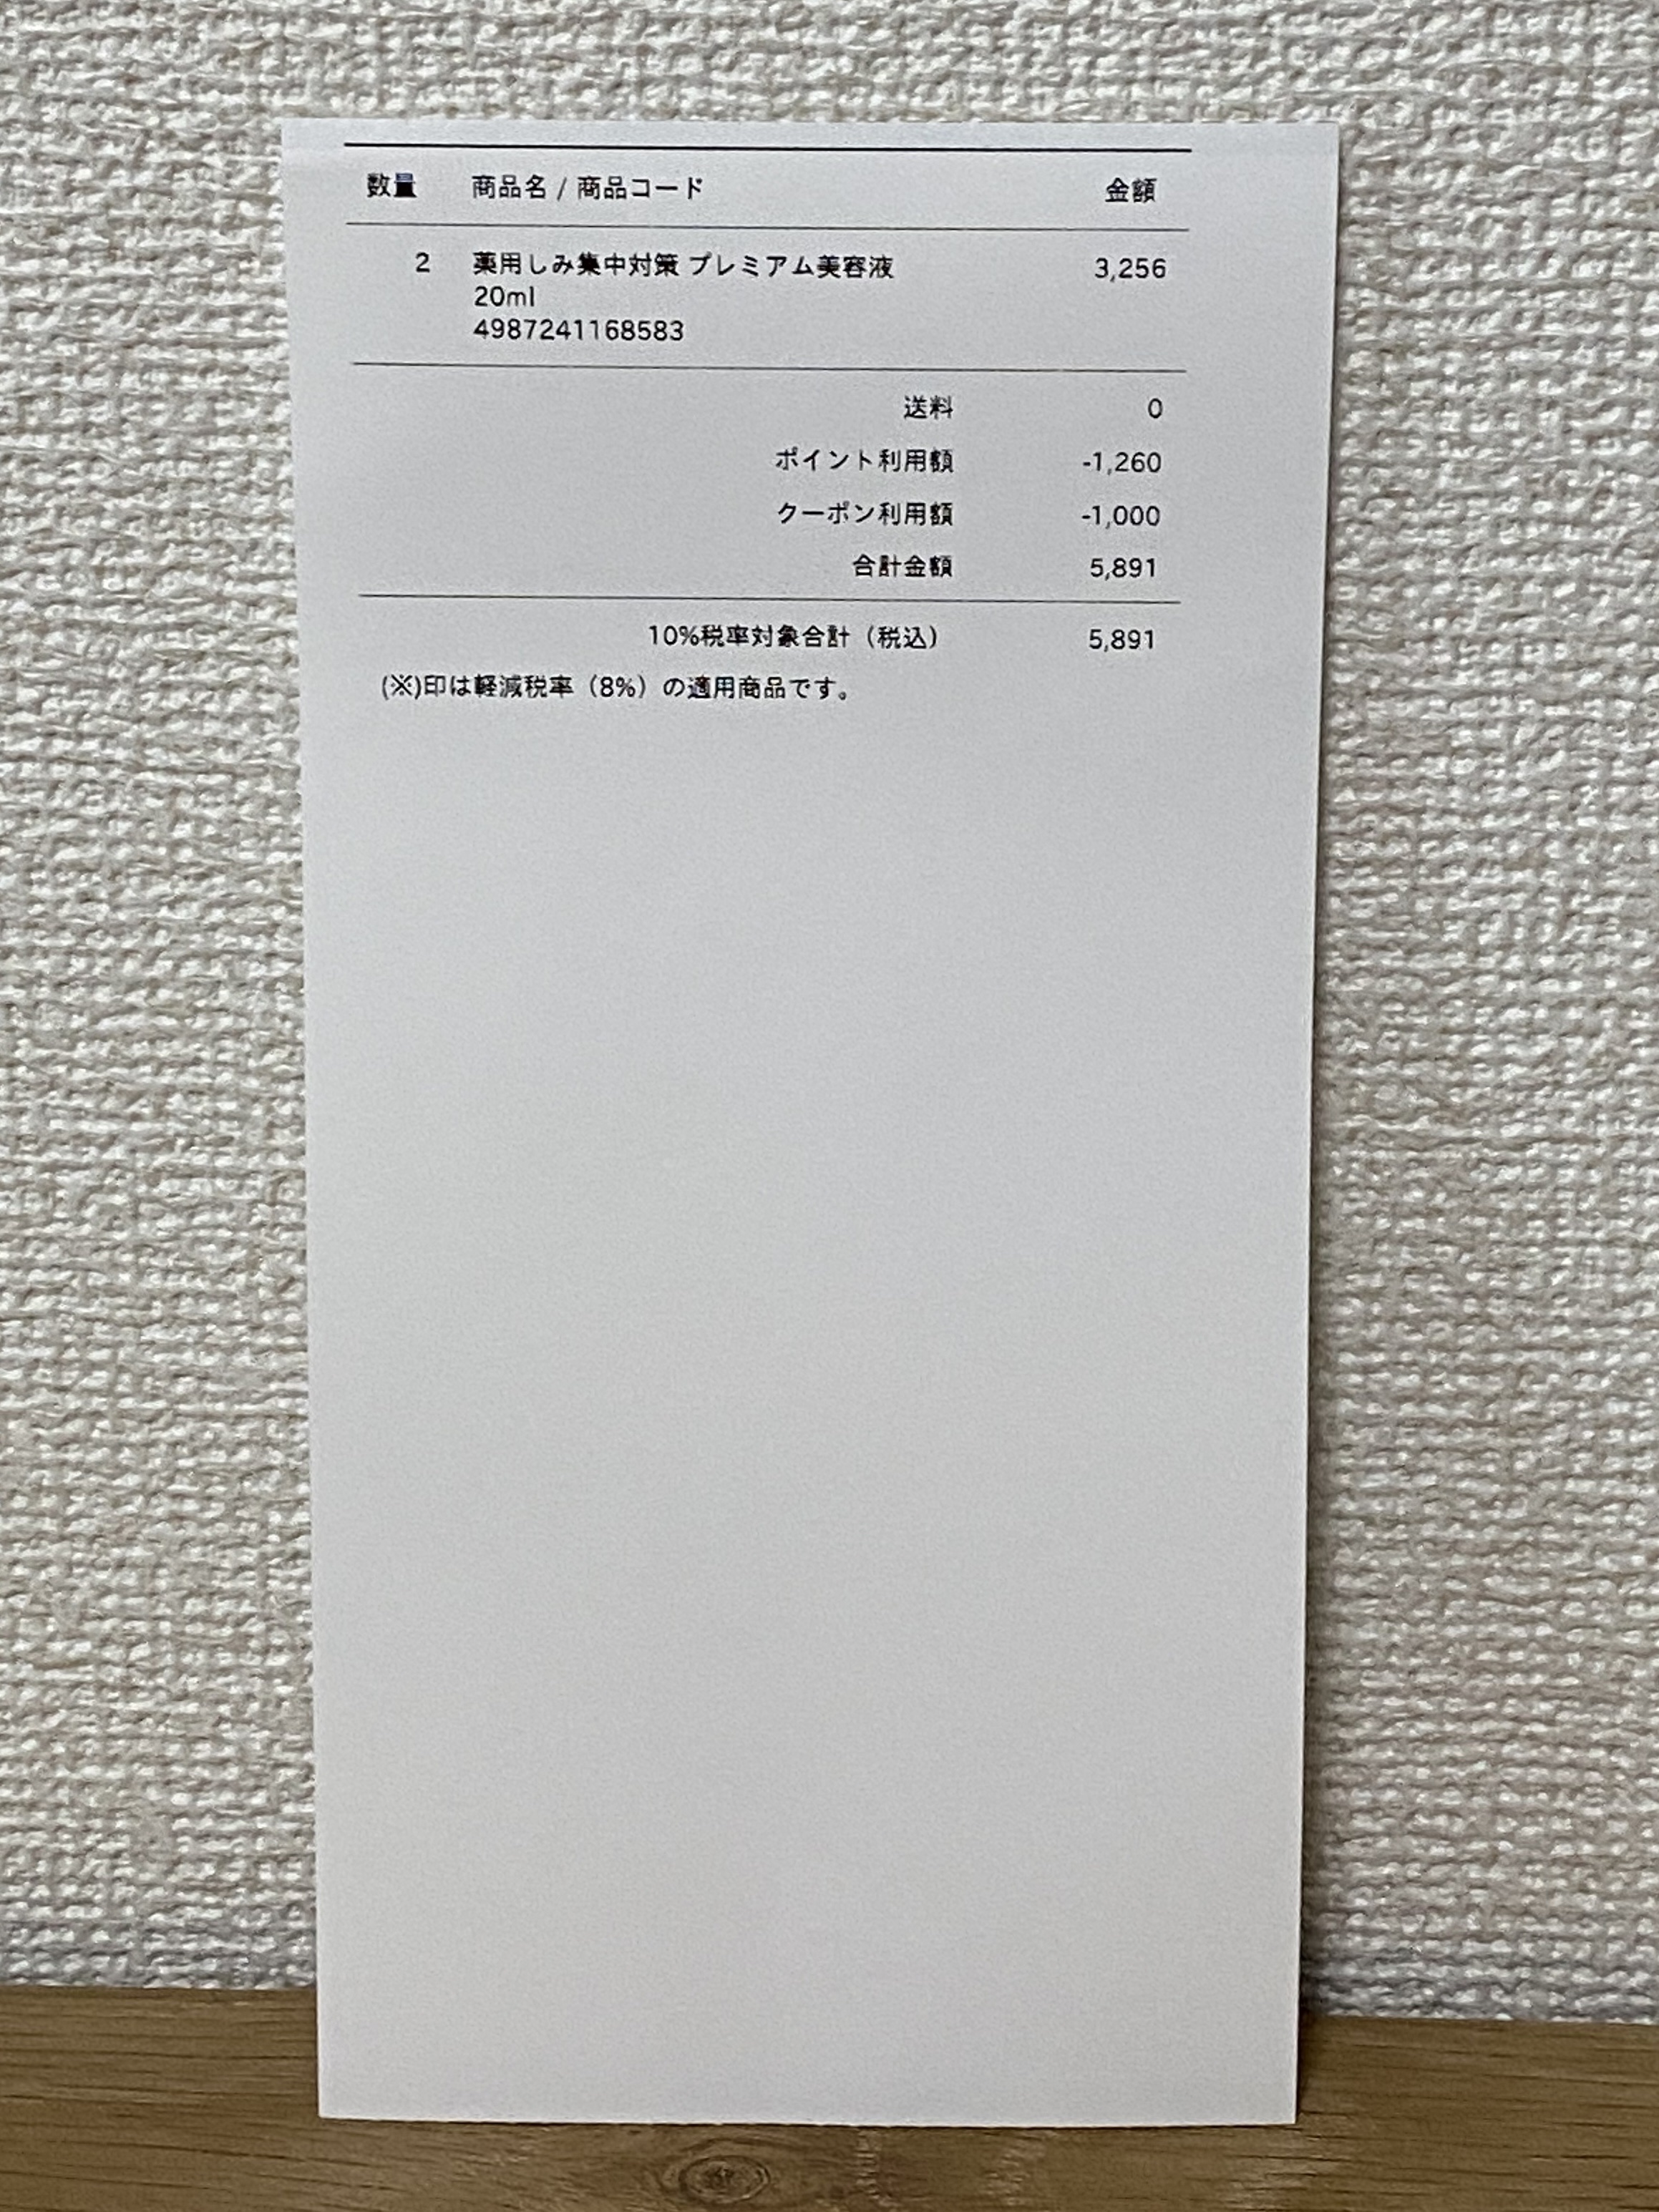 数量 商品名 / 商品コード 金額
2 薬用しみ集中対策 プレミアム美容液 3,256
20ml
4987241168583
送料 0
ポイント利用額 -1,260
クーポン利用額 -1,000
合計金額 5,891
10%税率対象合計（税込） 5,891
(※)印は軽減税率（8%）の適用商品です。